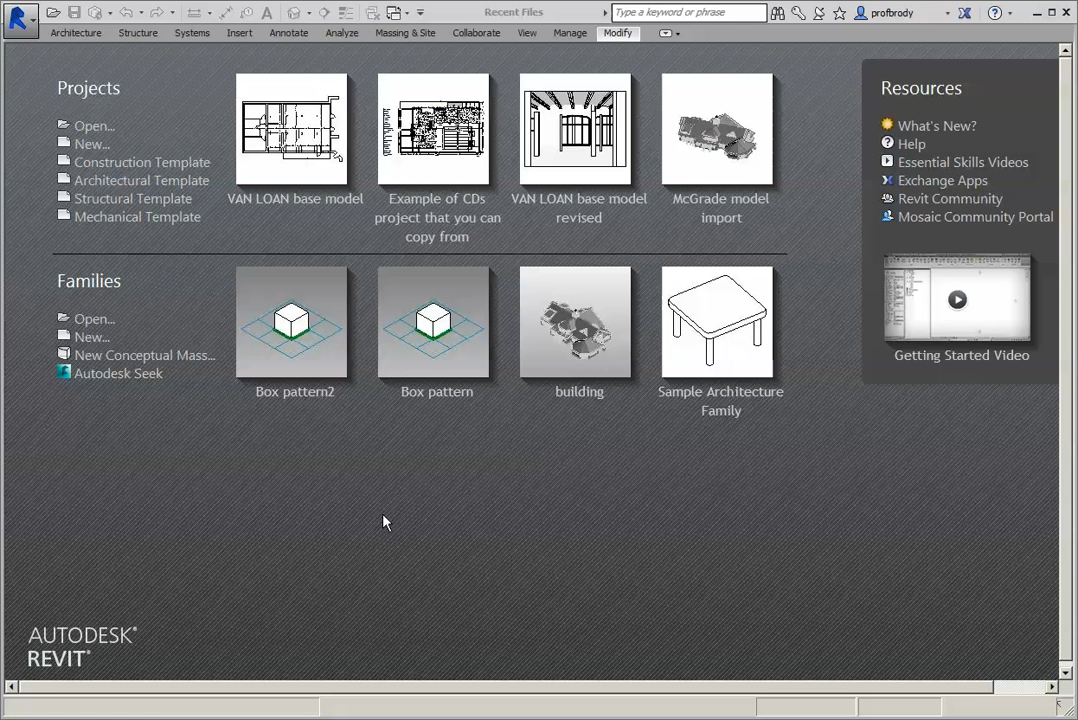 Recent Files
Type a keyword or phrase
profbrody
Architecture
Structure
Systems
Insert
Annotate
Analyze
Massing & Site
Collaborate
View
Manage
Modify
Projects
Open...
New...
Construction Template
Architectural Template
Structural Template
Mechanical Template
VAN LOAN base model
Example of CDs
project that you can
copy from
VAN LOAN base model
revised
McGrade model
import
Families
Open...
New...
New Conceptual Mass...
Autodesk Seek
Box pattern2
Box pattern
building
Sample Architecture
Family
Resources
What's New?
Help
Essential Skills Videos
Exchange Apps
Revit Community
Mosaic Community Portal
Getting Started Video
AUTODESK®
REVIT®